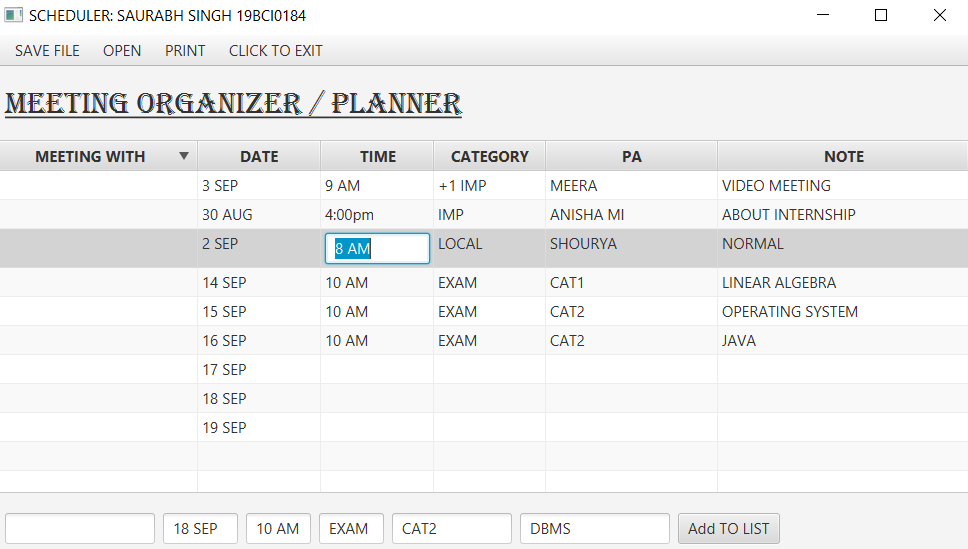 SCHEDULER: SAURABH SINGH 19BCI0184
SAVE FILE OPEN PRINT CLICK TO EXIT
MEETING ORGANIZER / PLANNER
MEETING WITH DATE TIME CATEGORY PA NOTE
3 SEP 9 AM +1 IMP MEERA VIDEO MEETING
30 AUG 4:00pm IMP ANISHA MI ABOUT INTERNSHIP
2 SEP 8 AM LOCAL SHOURYA NORMAL
14 SEP 10 AM EXAM CAT1 LINEAR ALGEBRA
15 SEP 10 AM EXAM CAT2 OPERATING SYSTEM
16 SEP 10 AM EXAM CAT2 JAVA
17 SEP
18 SEP
19 SEP
18 SEP 10 AM EXAM CAT2 DBMS Add TO LIST